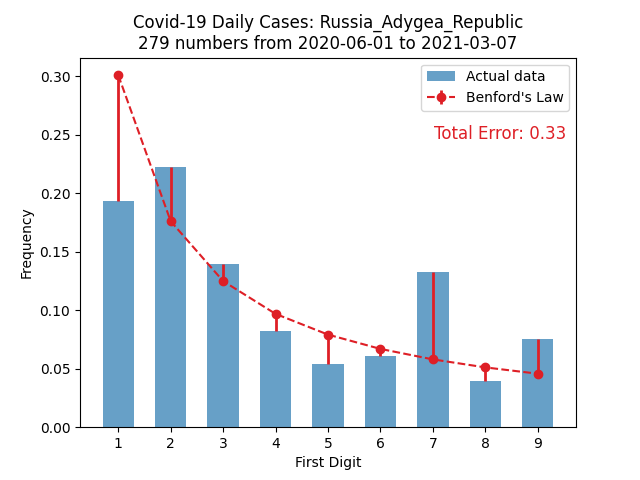 Covid-19 Daily Cases: Russia_Adygea_Republic
279 numbers from 2020-06-01 to 2021-03-07
Actual data
Benford's Law
Total Error: 0.33
Frequency
0.30
0.25
0.20
0.15
0.10
0.05
0.00
1 2 3 4 5 6 7 8 9
First Digit